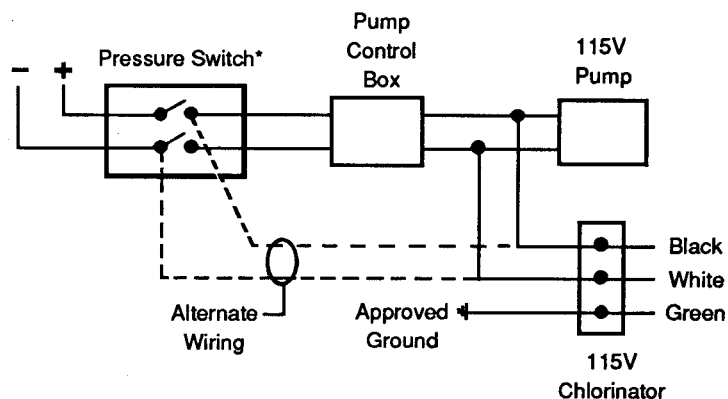 Pump
Control
Box
115V
Pump
Pressure Switch*
− +
Black
White
Green
Alternate
Wiring
Approved
Ground
115V
Chlorinator